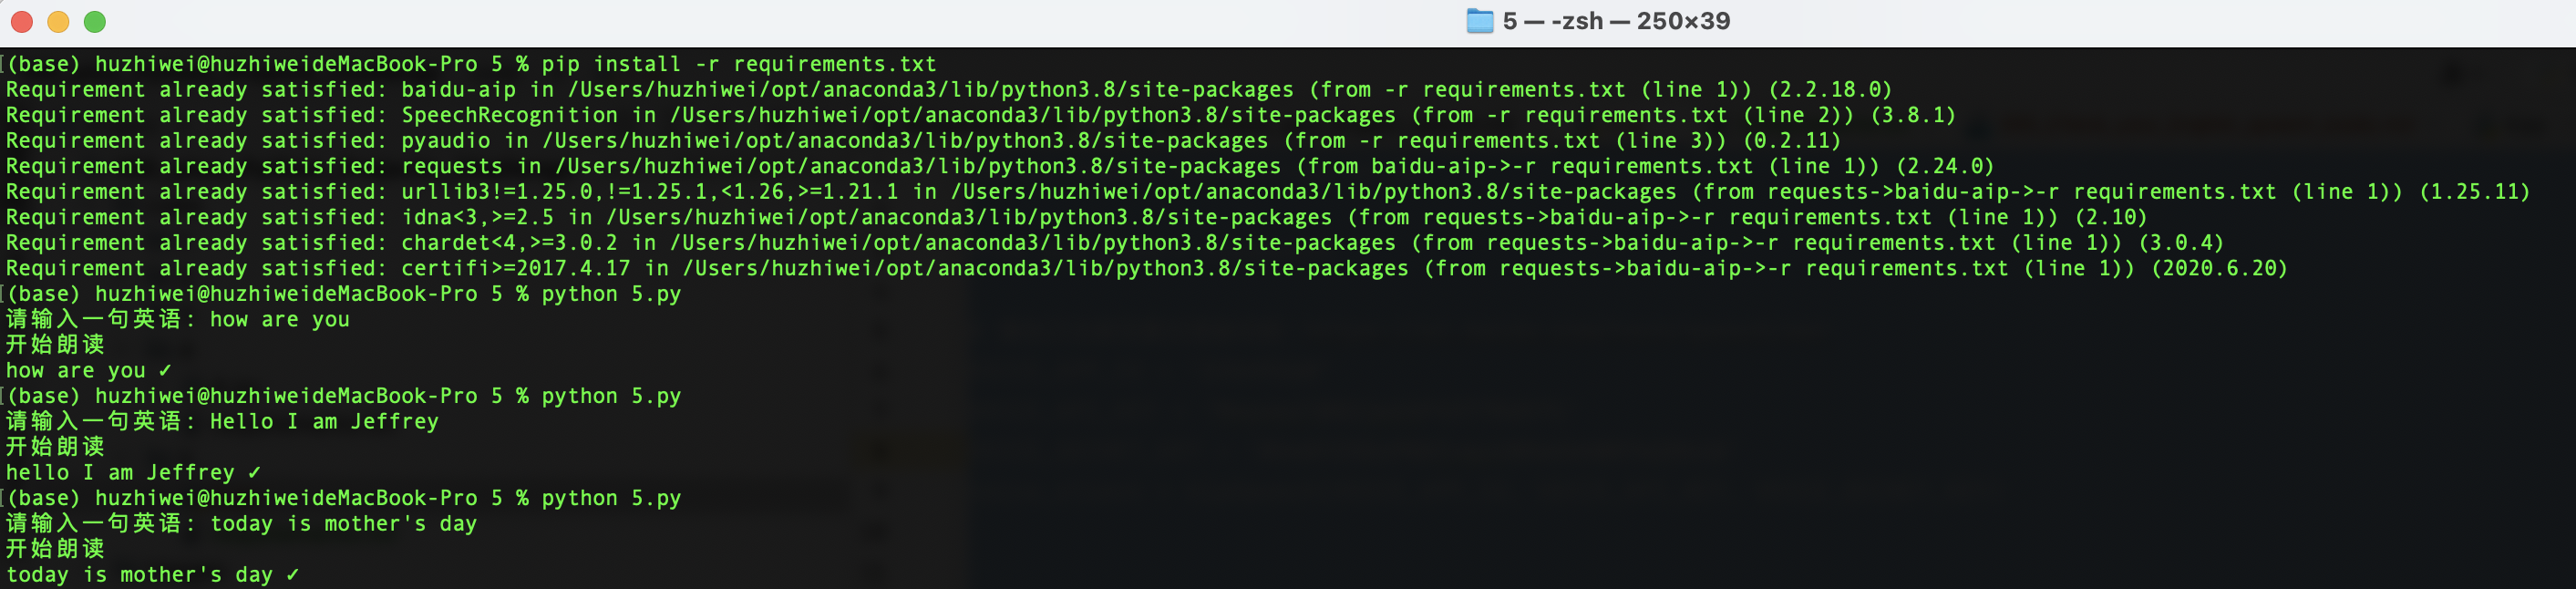 5 — -zsh — 250×39
(base) huzhiwei@huzhiweideMacBook-Pro 5 % pip install -r requirements.txt
Requirement already satisfied: baidu-aip in /Users/huzhiwei/opt/anaconda3/lib/python3.8/site-packages (from -r requirements.txt (line 1)) (2.2.18.0)
Requirement already satisfied: SpeechRecognition in /Users/huzhiwei/opt/anaconda3/lib/python3.8/site-packages (from -r requirements.txt (line 2)) (3.8.1)
Requirement already satisfied: pyaudio in /Users/huzhiwei/opt/anaconda3/lib/python3.8/site-packages (from -r requirements.txt (line 3)) (0.2.11)
Requirement already satisfied: requests in /Users/huzhiwei/opt/anaconda3/lib/python3.8/site-packages (from baidu-aip->-r requirements.txt (line 1)) (2.24.0)
Requirement already satisfied: urllib3!=1.25.0,!=1.25.1,<1.26,>=1.21.1 in /Users/huzhiwei/opt/anaconda3/lib/python3.8/site-packages (from requests->baidu-aip->-r requirements.txt (line 1)) (1.25.11)
Requirement already satisfied: idna<3,>=2.5 in /Users/huzhiwei/opt/anaconda3/lib/python3.8/site-packages (from requests->baidu-aip->-r requirements.txt (line 1)) (2.10)
Requirement already satisfied: chardet<4,>=3.0.2 in /Users/huzhiwei/opt/anaconda3/lib/python3.8/site-packages (from requests->baidu-aip->-r requirements.txt (line 1)) (3.0.4)
Requirement already satisfied: certifi>=2017.4.17 in /Users/huzhiwei/opt/anaconda3/lib/python3.8/site-packages (from requests->baidu-aip->-r requirements.txt (line 1)) (2020.6.20)
(base) huzhiwei@huzhiweideMacBook-Pro 5 % python 5.py
请输入一句英语: how are you
开始朗读
how are you ✓
(base) huzhiwei@huzhiweideMacBook-Pro 5 % python 5.py
请输入一句英语: Hello I am Jeffrey
开始朗读
hello I am Jeffrey ✓
(base) huzhiwei@huzhiweideMacBook-Pro 5 % python 5.py
请输入一句英语: today is mother's day
开始朗读
today is mother's day ✓